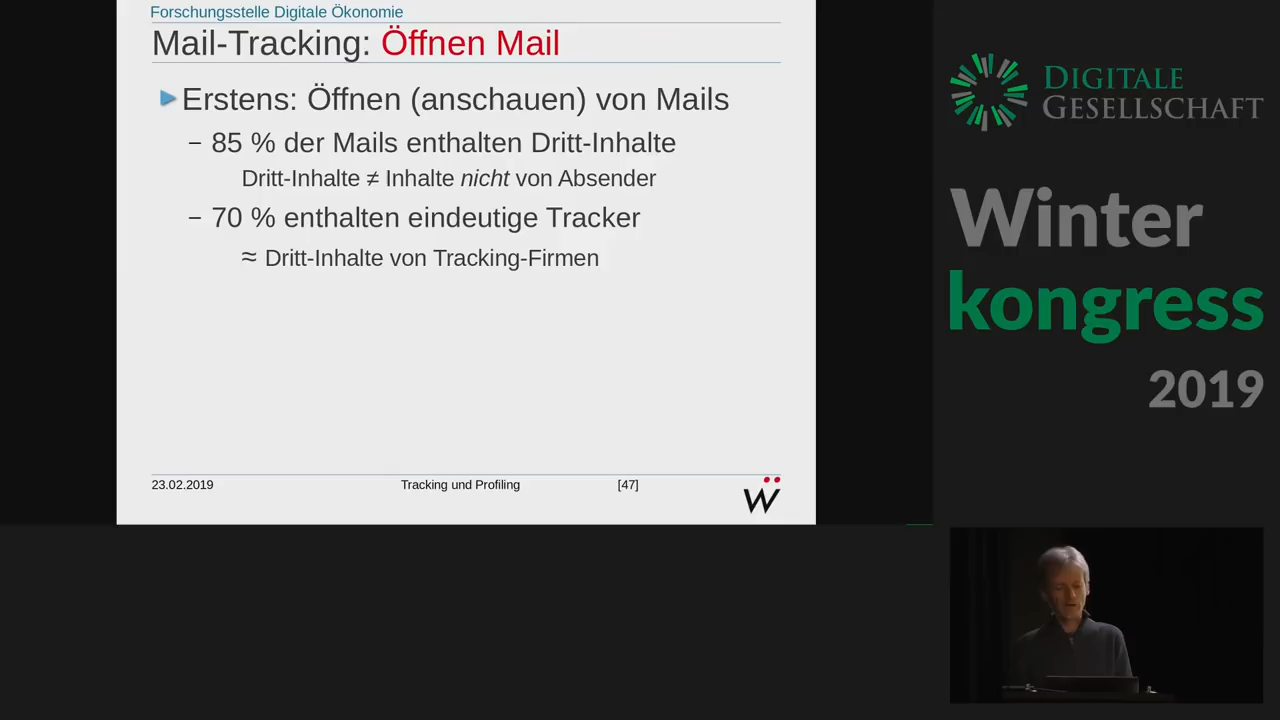 Forschungsstelle Digitale Ökonomie
Mail-Tracking: Öffnen Mail
Erstens: Öffnen (anschauen) von Mails
– 85 % der Mails enthalten Dritt-Inhalte
Dritt-Inhalte ≠ Inhalte nicht von Absender
– 70 % enthalten eindeutige Tracker
≈ Dritt-Inhalte von Tracking-Firmen
23.02.2019 Tracking und Profiling [47]
Ẅ
DIGITALE
GESELLSCHAFT
Winter
kongress
2019